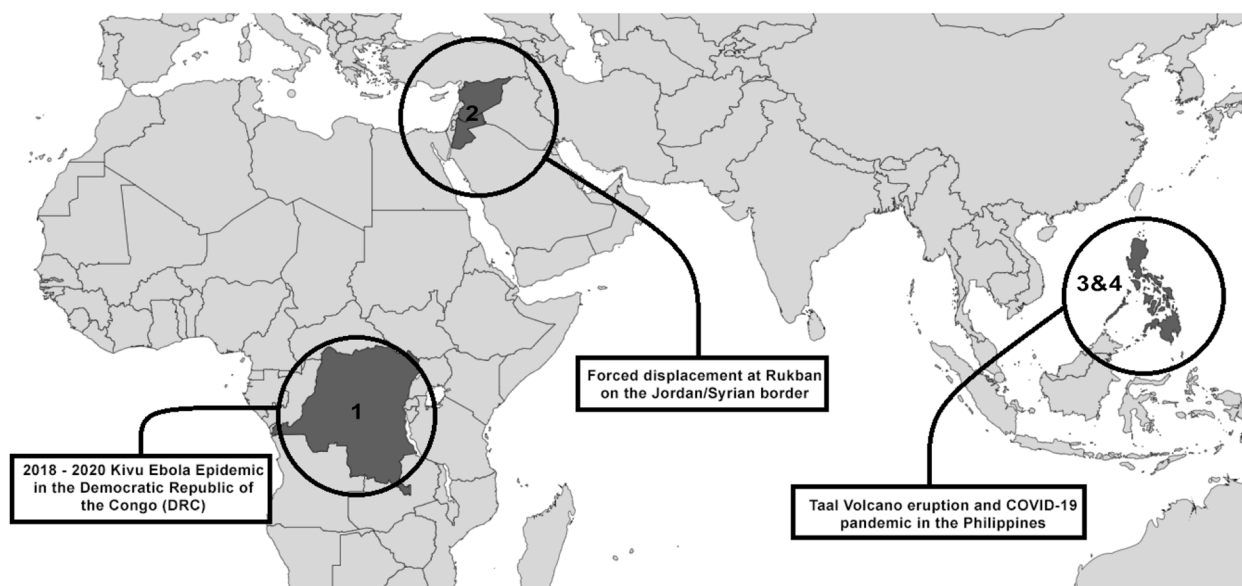 2
3&4
1
Forced displacement at Rukban
on the Jordan/Syrian border
2018 - 2020 Kivu Ebola Epidemic
in the Democratic Republic of
the Congo (DRC)
Taal Volcano eruption and COVID-19
pandemic in the Philippines